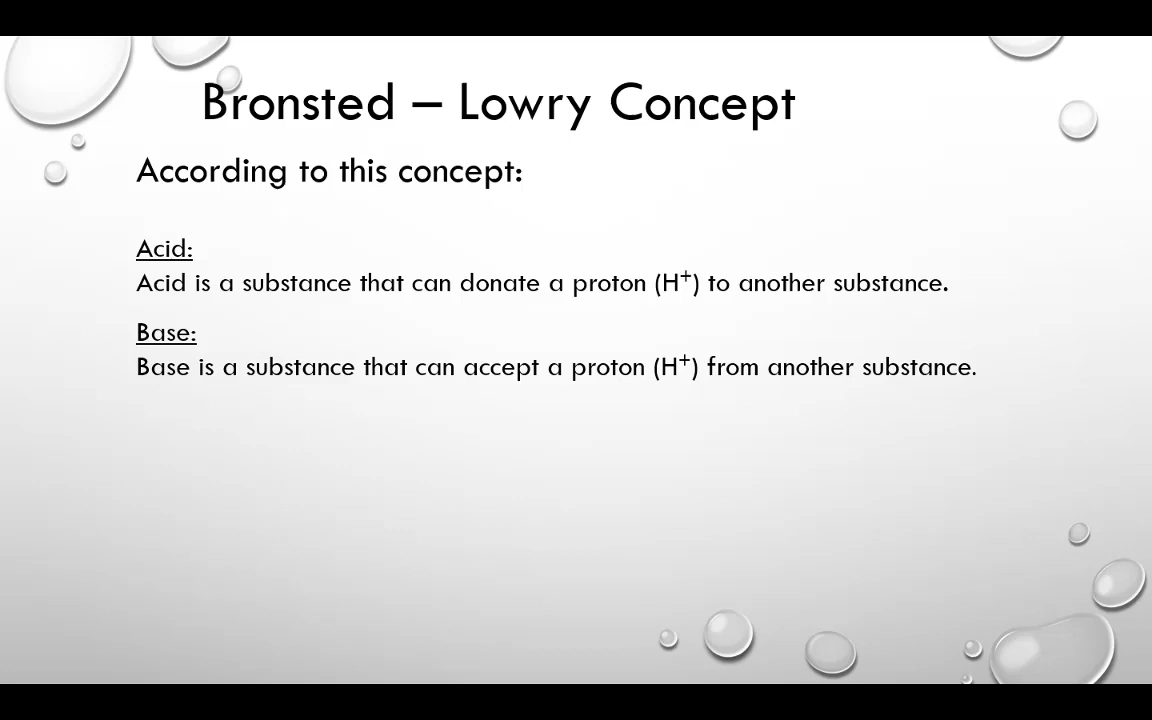 Bronsted – Lowry Concept
According to this concept:
Acid:
Acid is a substance that can donate a proton (H⁺) to another substance.
Base:
Base is a substance that can accept a proton (H⁺) from another substance.